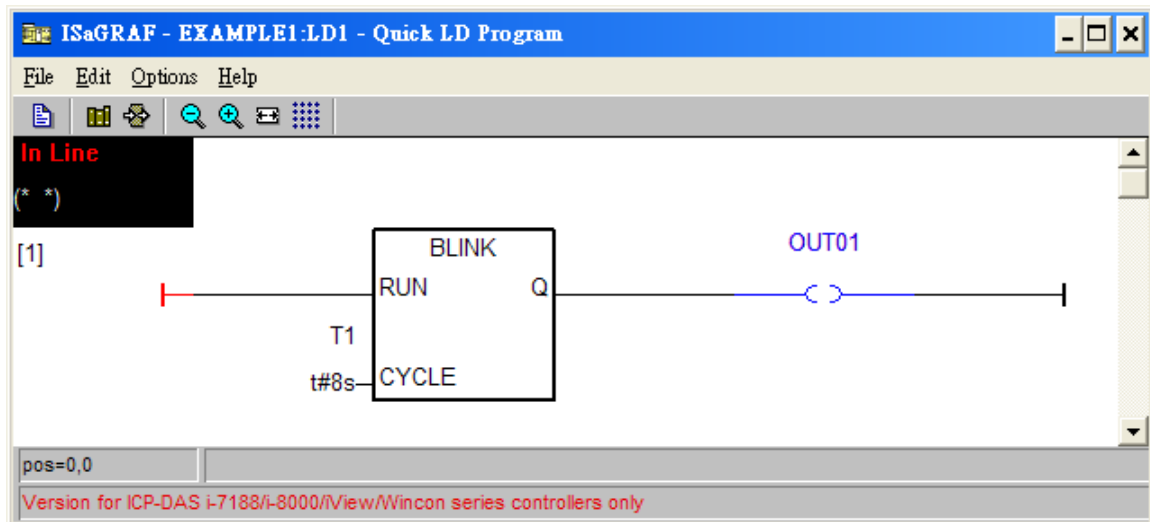 ISaGRAF - EXAMPLE1:LD1 - Quick LD Program
File Edit Options Help
In Line
(* *)
[1]
BLINK
OUT01
RUN Q
T1
t#8s CYCLE
pos=0,0
Version for ICP-DAS i-7188/i-8000/iView/Wincon series controllers only